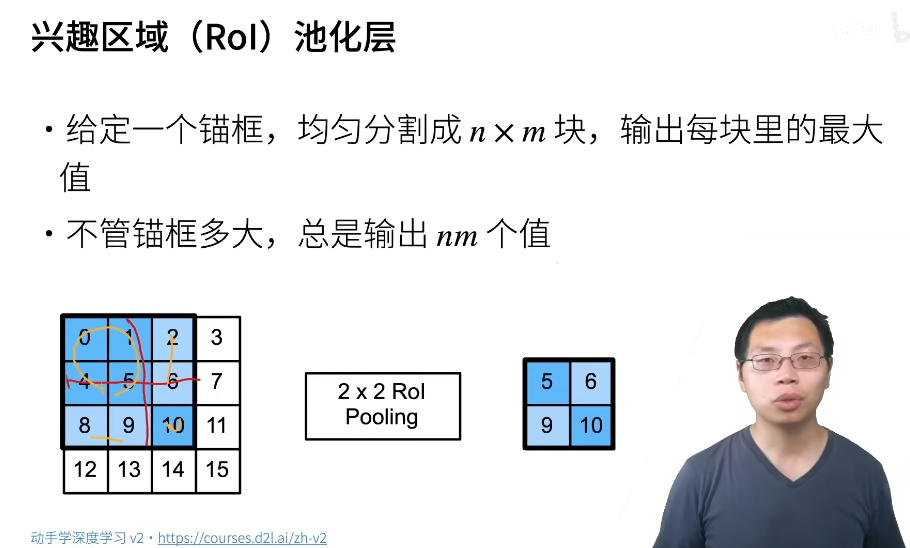 兴趣区域（RoI）池化层
• 给定一个锚框，均匀分割成 n × m 块，输出每块里的最大
值
• 不管锚框多大，总是输出 nm 个值
0 1 2 3
4 5 6 7
8 9 10 11
12 13 14 15
2 x 2 RoI
Pooling
5 6
9 10
动手学深度学习 v2 • https://courses.d2l.ai/zh-v2